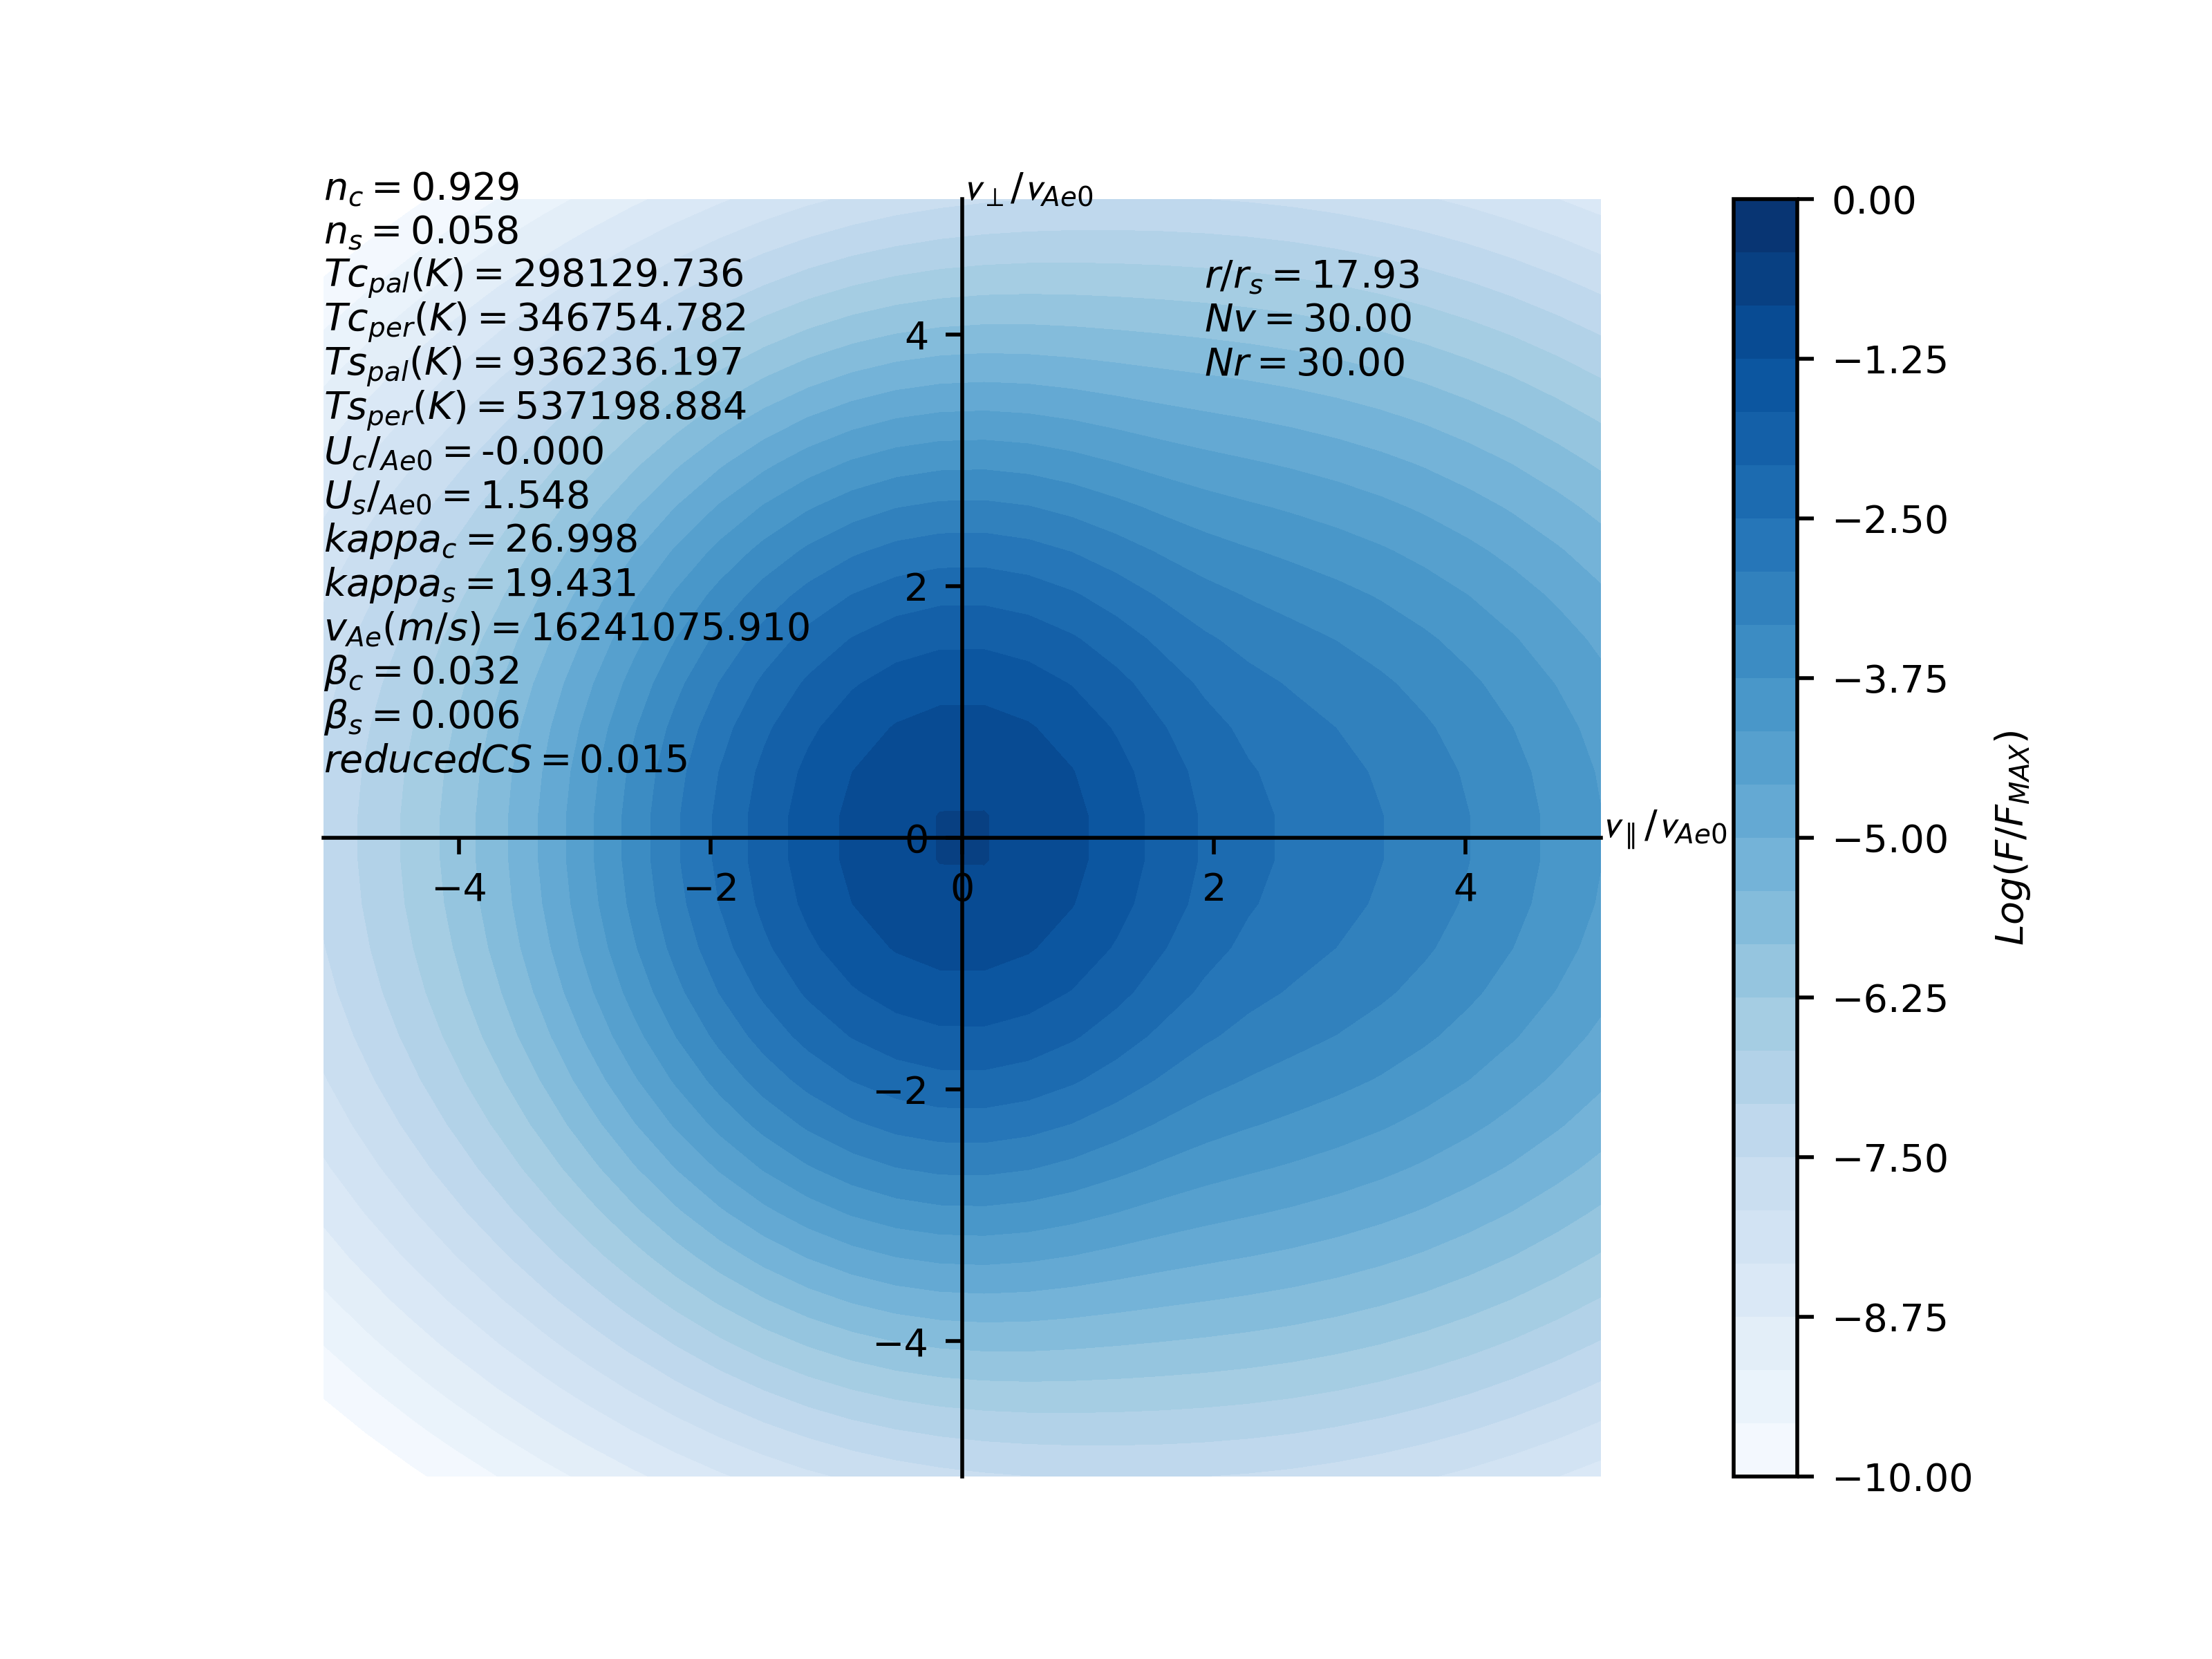 n_c = 0.929
n_s = 0.058
Tc_pal(K) = 298129.736
Tc_per(K) = 346754.782
Ts_pal(K) = 936236.197
Ts_per(K) = 537198.884
U_c/_Ae0 = -0.000
U_s/_Ae0 = 1.548
kappa_c = 26.998
kappa_s = 19.431
v_Ae(m/s) = 16241075.910
β_c = 0.032
β_s = 0.006
reducedCS = 0.015
v_⊥/v_Ae0
r/r_s = 17.93
Nv = 30.00
Nr = 30.00
4
2
0
−2
−4
−4
−2
0
2
4
v_∥/v_Ae0
0.00
−1.25
−2.50
−3.75
−5.00
−6.25
−7.50
−8.75
−10.00
Log(F/F_MAX)